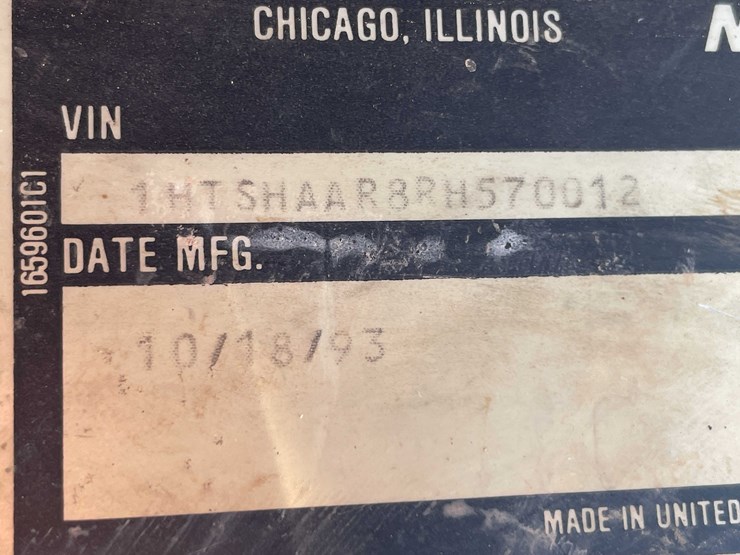 CHICAGO, ILLINOIS
VIN
1HTSHAAR8RH570012
1659601C1
DATE MFG.
10/18/93
MADE IN UNITED